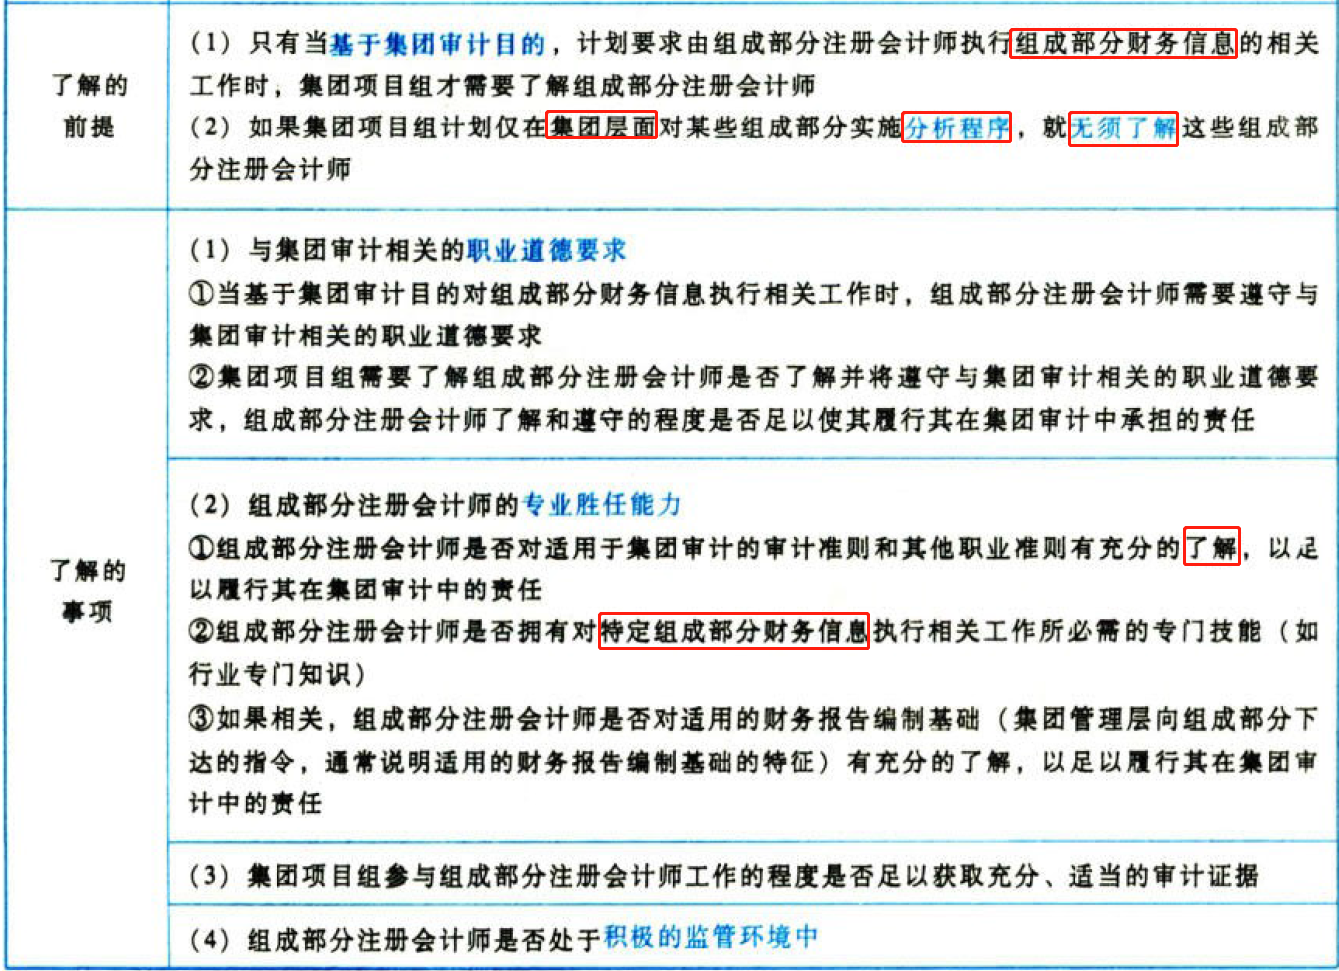 了解的
前提
（1）只有当基于集团审计目的，计划要求由组成部分注册会计师执行组成部分财务信息的相关
工作时，集团项目组才需要了解组成部分注册会计师
（2）如果集团项目组计划仅在集团层面对某些组成部分实施分析程序，就无须了解这些组成部
分注册会计师
了解的
事项
（1）与集团审计相关的职业道德要求
①当基于集团审计目的对组成部分财务信息执行相关工作时，组成部分注册会计师需要遵守与
集团审计相关的职业道德要求
②集团项目组需要了解组成部分注册会计师是否了解并将遵守与集团审计相关的职业道德要
求，组成部分注册会计师了解和遵守的程度是否足以使其履行其在集团审计中承担的责任
（2）组成部分注册会计师的专业胜任能力
①组成部分注册会计师是否对适用于集团审计的审计准则和其他职业准则有充分的了解，以足
以履行其在集团审计中的责任
②组成部分注册会计师是否拥有对特定组成部分财务信息执行相关工作所必需的专门技能（如
行业专门知识）
③如果相关，组成部分注册会计师是否对适用的财务报告编制基础（集团管理层向组成部分下
达的指令，通常说明适用的财务报告编制基础的特征）有充分的了解，以足以履行其在集团审
计中的责任
（3）集团项目组参与组成部分注册会计师工作的程度是否足以获取充分、适当的审计证据
（4）组成部分注册会计师是否处于积极的监管环境中